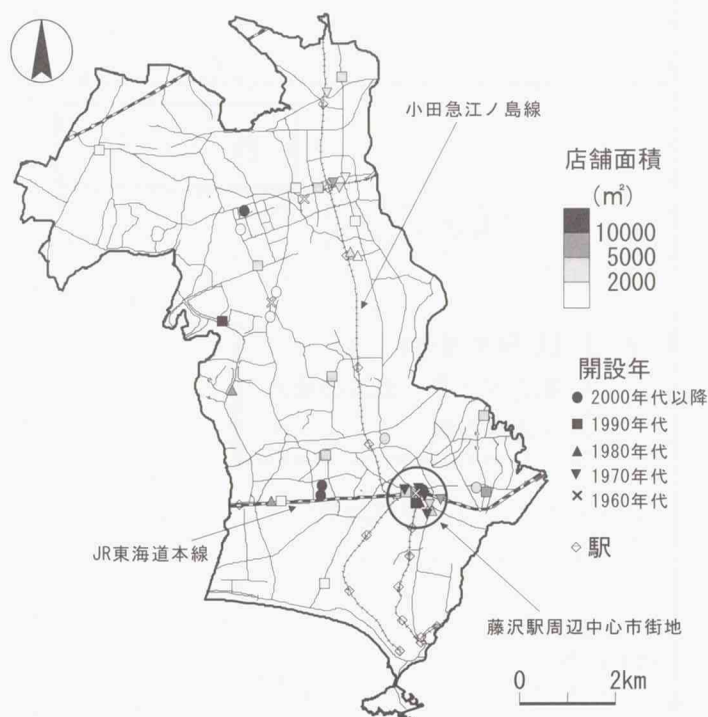 小田急江ノ島線
店舗面積
(㎡)
10000
5000
2000
開設年
2000年代以降
1990年代
1980年代
1970年代
1960年代
駅
JR東海道本線
藤沢駅周辺中心市街地
0 2km